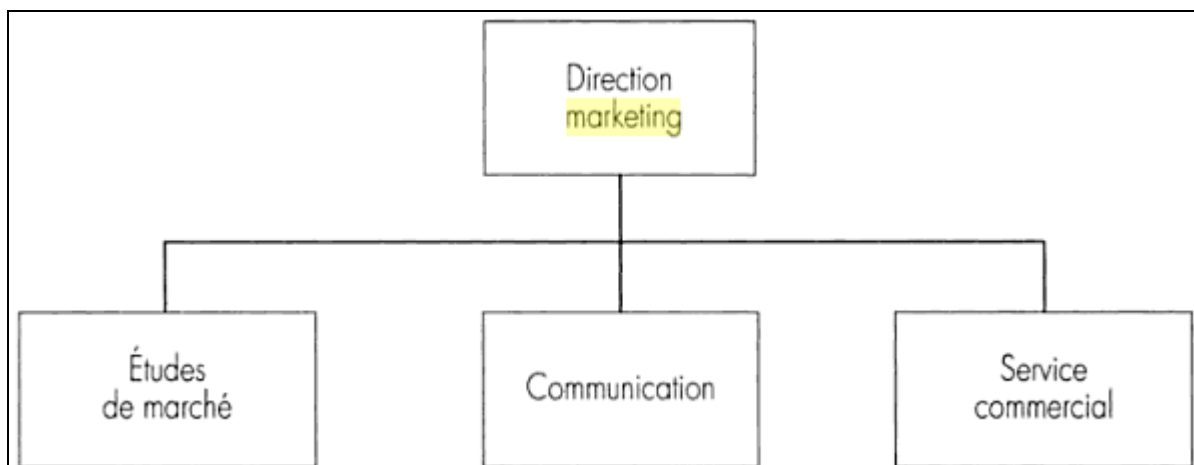 Direction
marketing
Études
de marché
Communication
Service
commercial